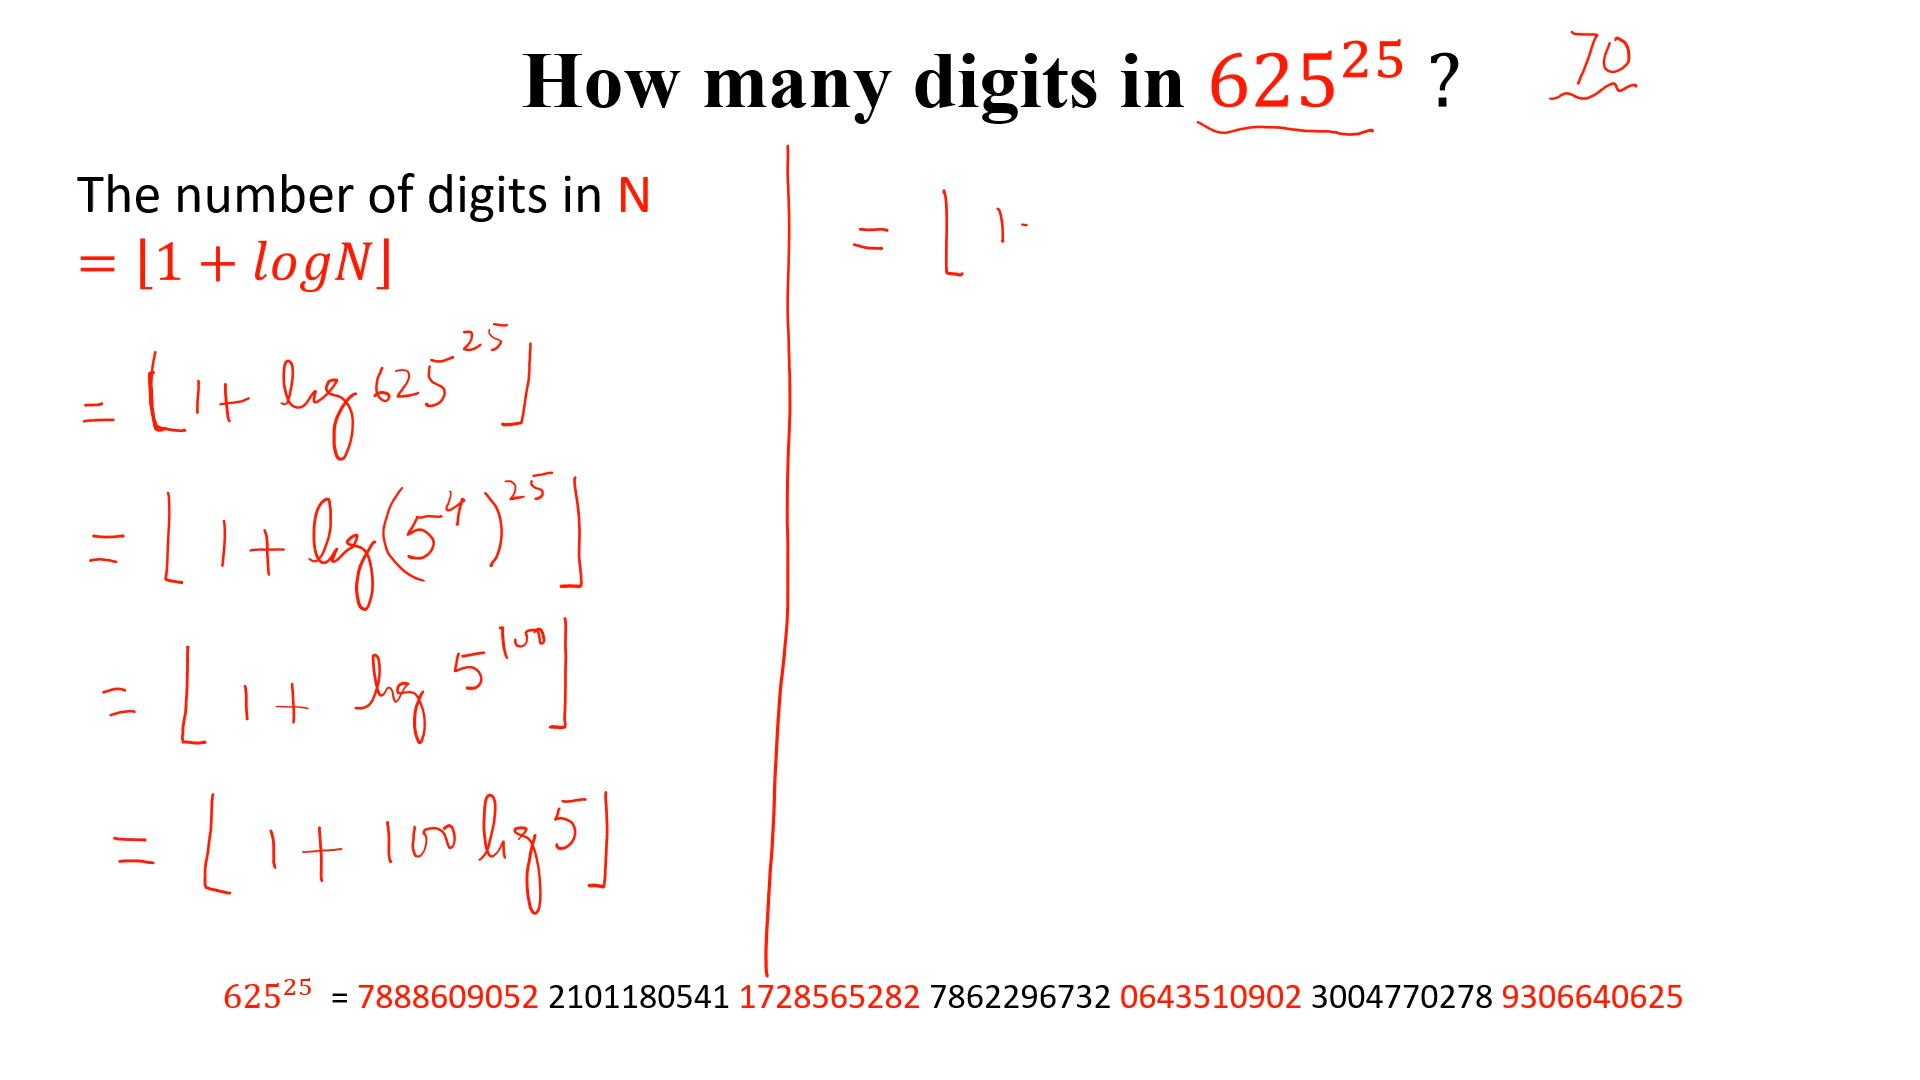 How many digits in 625²⁵ ? 70
The number of digits in N
= ⌊1 + logN⌋
= ⌊1 + log 625²⁵⌋
= ⌊1 + log(5⁴)²⁵⌋
= ⌊1 + log 5¹⁰⁰⌋
= ⌊1 + 100 log 5⌋
= ⌊ 1-
625²⁵ = 7888609052 2101180541 1728565282 7862296732 0643510902 3004770278 9306640625